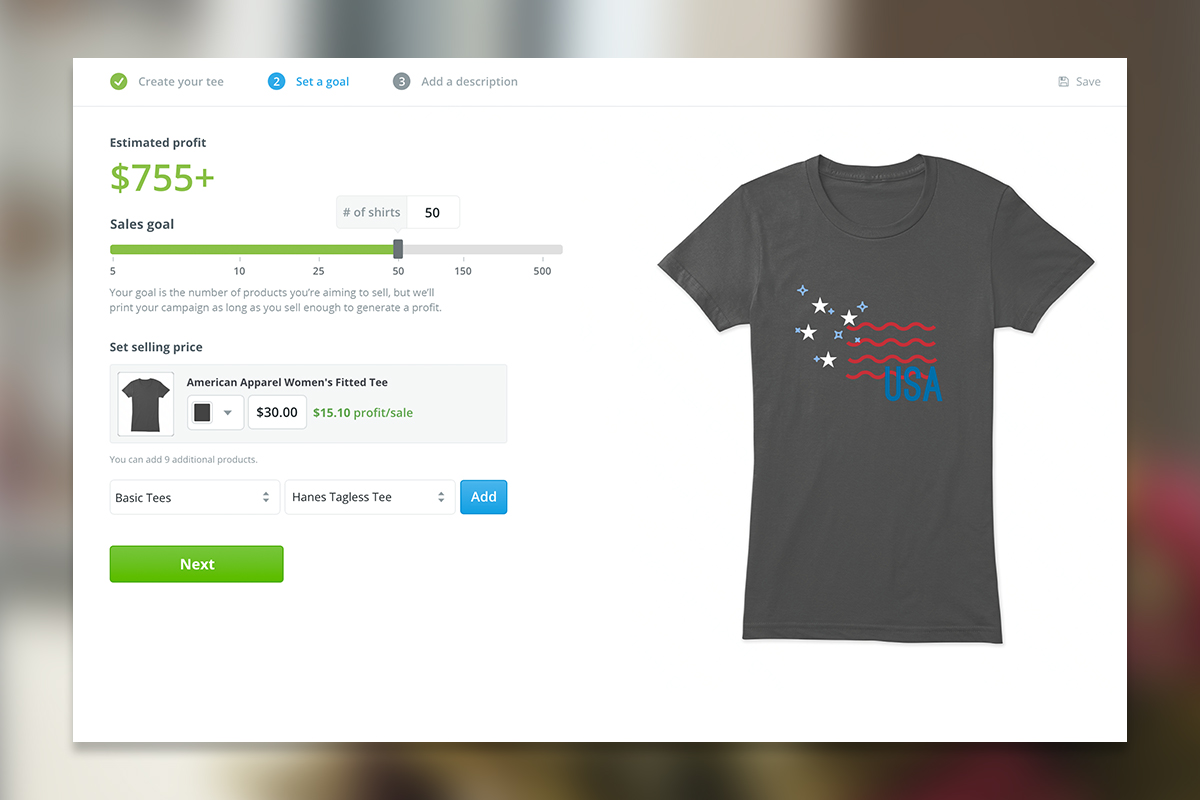 Create your tee
2 Set a goal
3 Add a description
Save
Estimated profit
$755+
Sales goal
# of shirts 50
5 10 25 50 150 500
Your goal is the number of products you’re aiming to sell, but we’ll
print your campaign as long as you sell enough to generate a profit.
Set selling price
American Apparel Women's Fitted Tee
$30.00 $15.10 profit/sale
You can add 9 additional products.
Basic Tees Hanes Tagless Tee Add
Next
USA